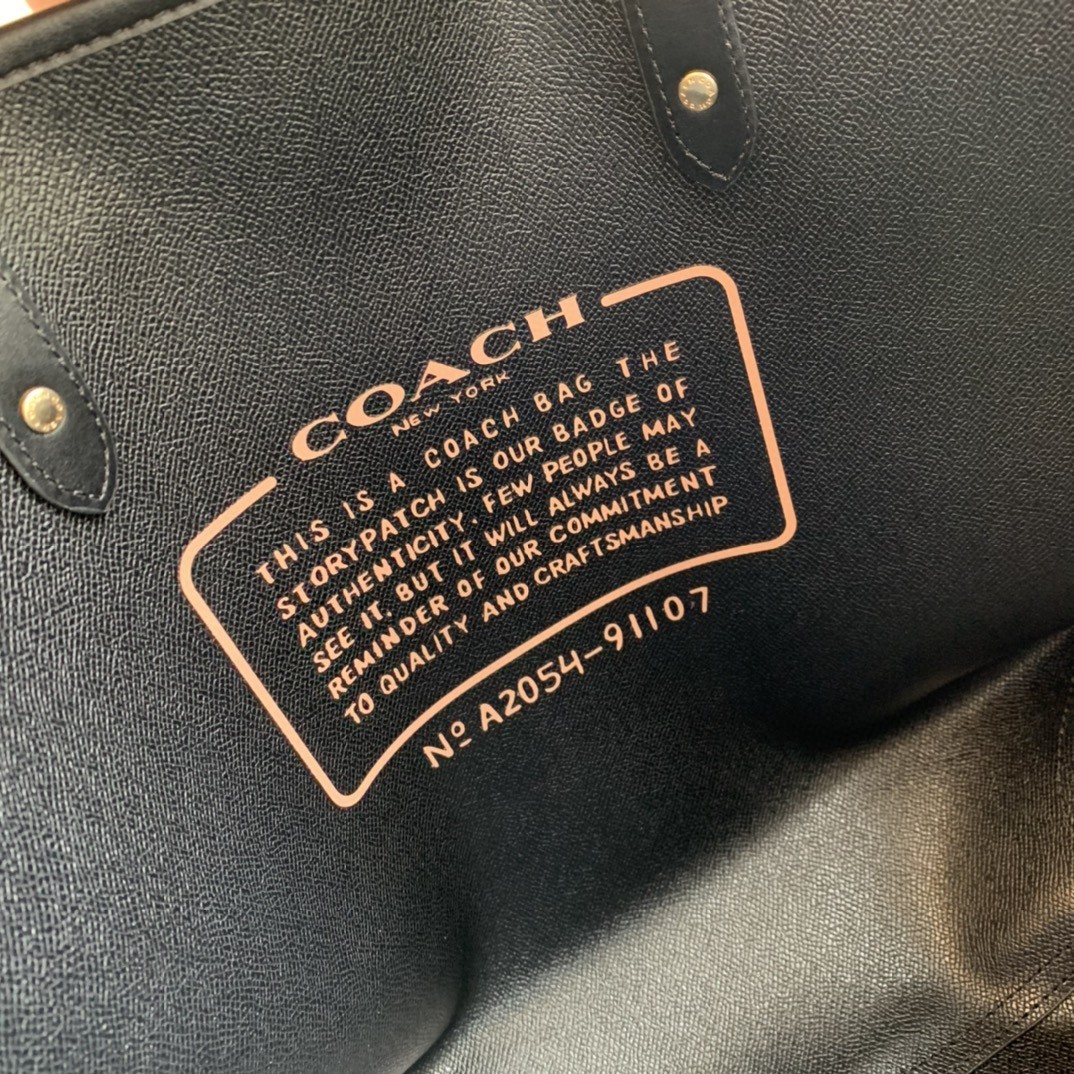 COACH
NEW YORK
THIS IS A COACH BAG THE
STORYPATCH IS OUR BADGE OF
AUTHENTICITY. FEW PEOPLE MAY
SEE IT. BUT IT WILL ALWAYS BE A
REMINDER OF OUR COMMITMENT
TO QUALITY AND CRAFTSMANSHIP
Nº A2054-91107